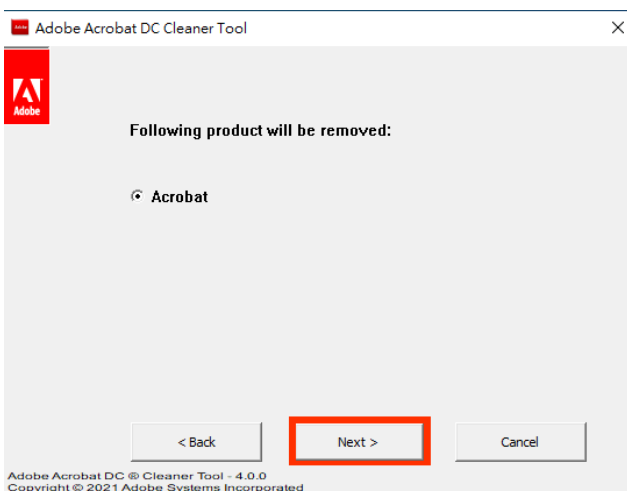 Adobe Acrobat DC Cleaner Tool
Adobe
Following product will be removed:
Acrobat
< Back Next > Cancel
Adobe Acrobat DC ® Cleaner Tool - 4.0.0
Copyright © 2021 Adobe Systems Incorporated